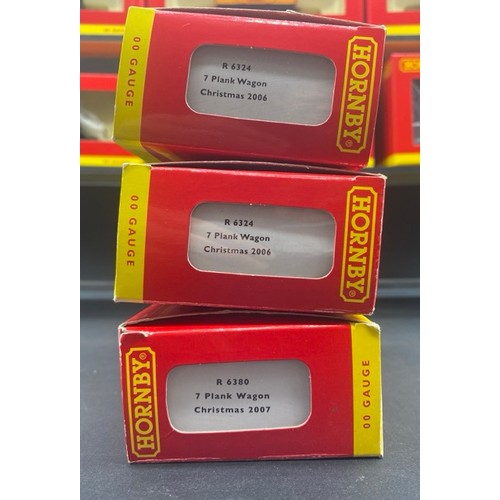 00 GAUGE
R 6324
7 Plank Wagon
Christmas 2006
HORNBY®
00 GAUGE
R 6324
7 Plank Wagon
Christmas 2006
HORNBY®
HORNBY®
R 6380
7 Plank Wagon
Christmas 2007
00 GAUGE